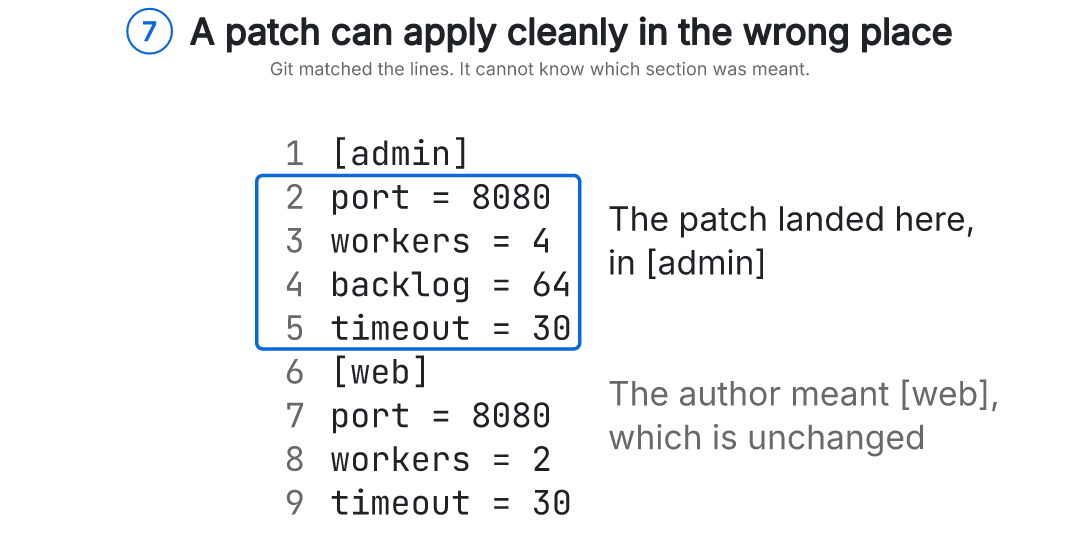 7 A patch can apply cleanly in the wrong place
Git matched the lines. It cannot know which section was meant.
1 [admin]
2 port = 8080
3 workers = 4
4 backlog = 64
5 timeout = 30
The patch landed here,
in [admin]
6 [web]
7 port = 8080
8 workers = 2
9 timeout = 30
The author meant [web],
which is unchanged